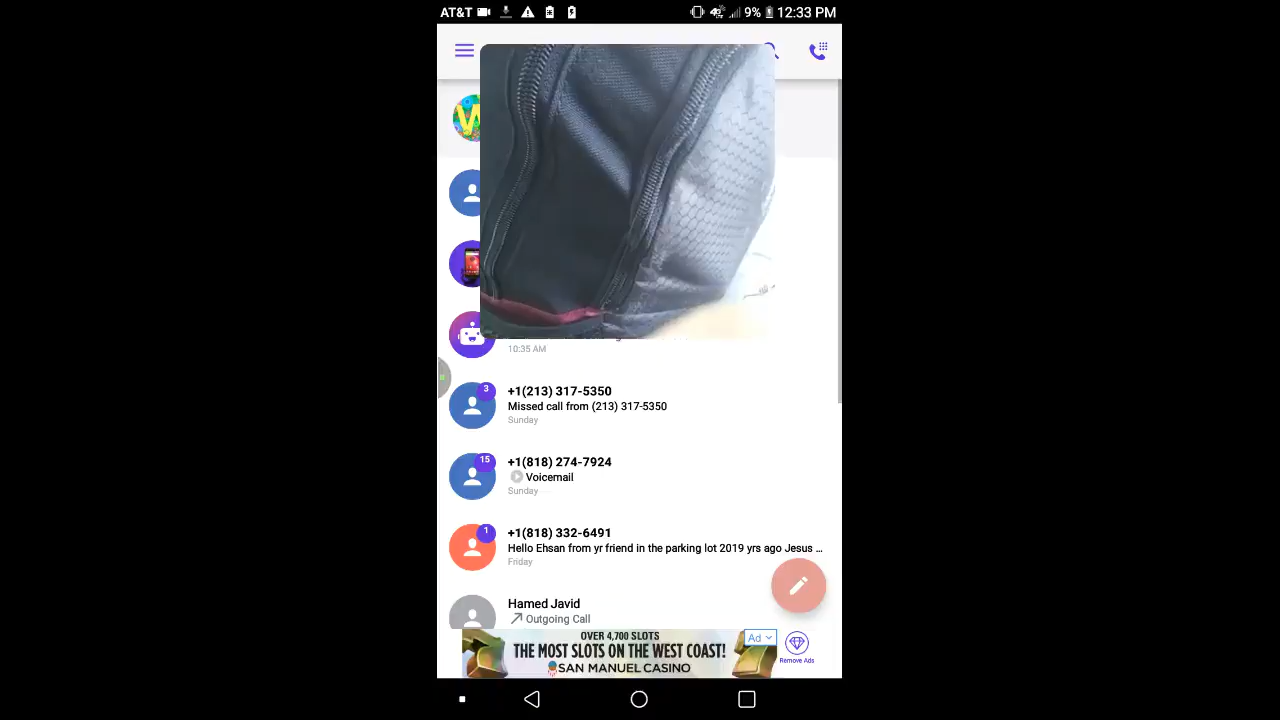 AT&T 9% 12:33 PM
W
10:35 AM
3
+1(213) 317-5350
Missed call from (213) 317-5350
Sunday
15
+1(818) 274-7924
Voicemail
Sunday
1
+1(818) 332-6491
Hello Ehsan from yr friend in the parking lot 2019 yrs ago Jesus ...
Friday
Hamed Javid
Outgoing Call
OVER 4,700 SLOTS
THE MOST SLOTS ON THE WEST COAST!
SAN MANUEL CASINO
Ad
Remove Ads